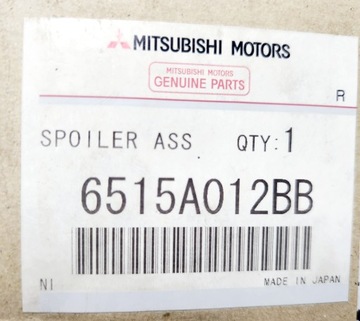 MITSUBISHI MOTORS
MITSUBISHI MOTORS
GENUINE PARTS
R
SPOILER ASS QTY:1
6515A012BB
NI MADE IN JAPAN